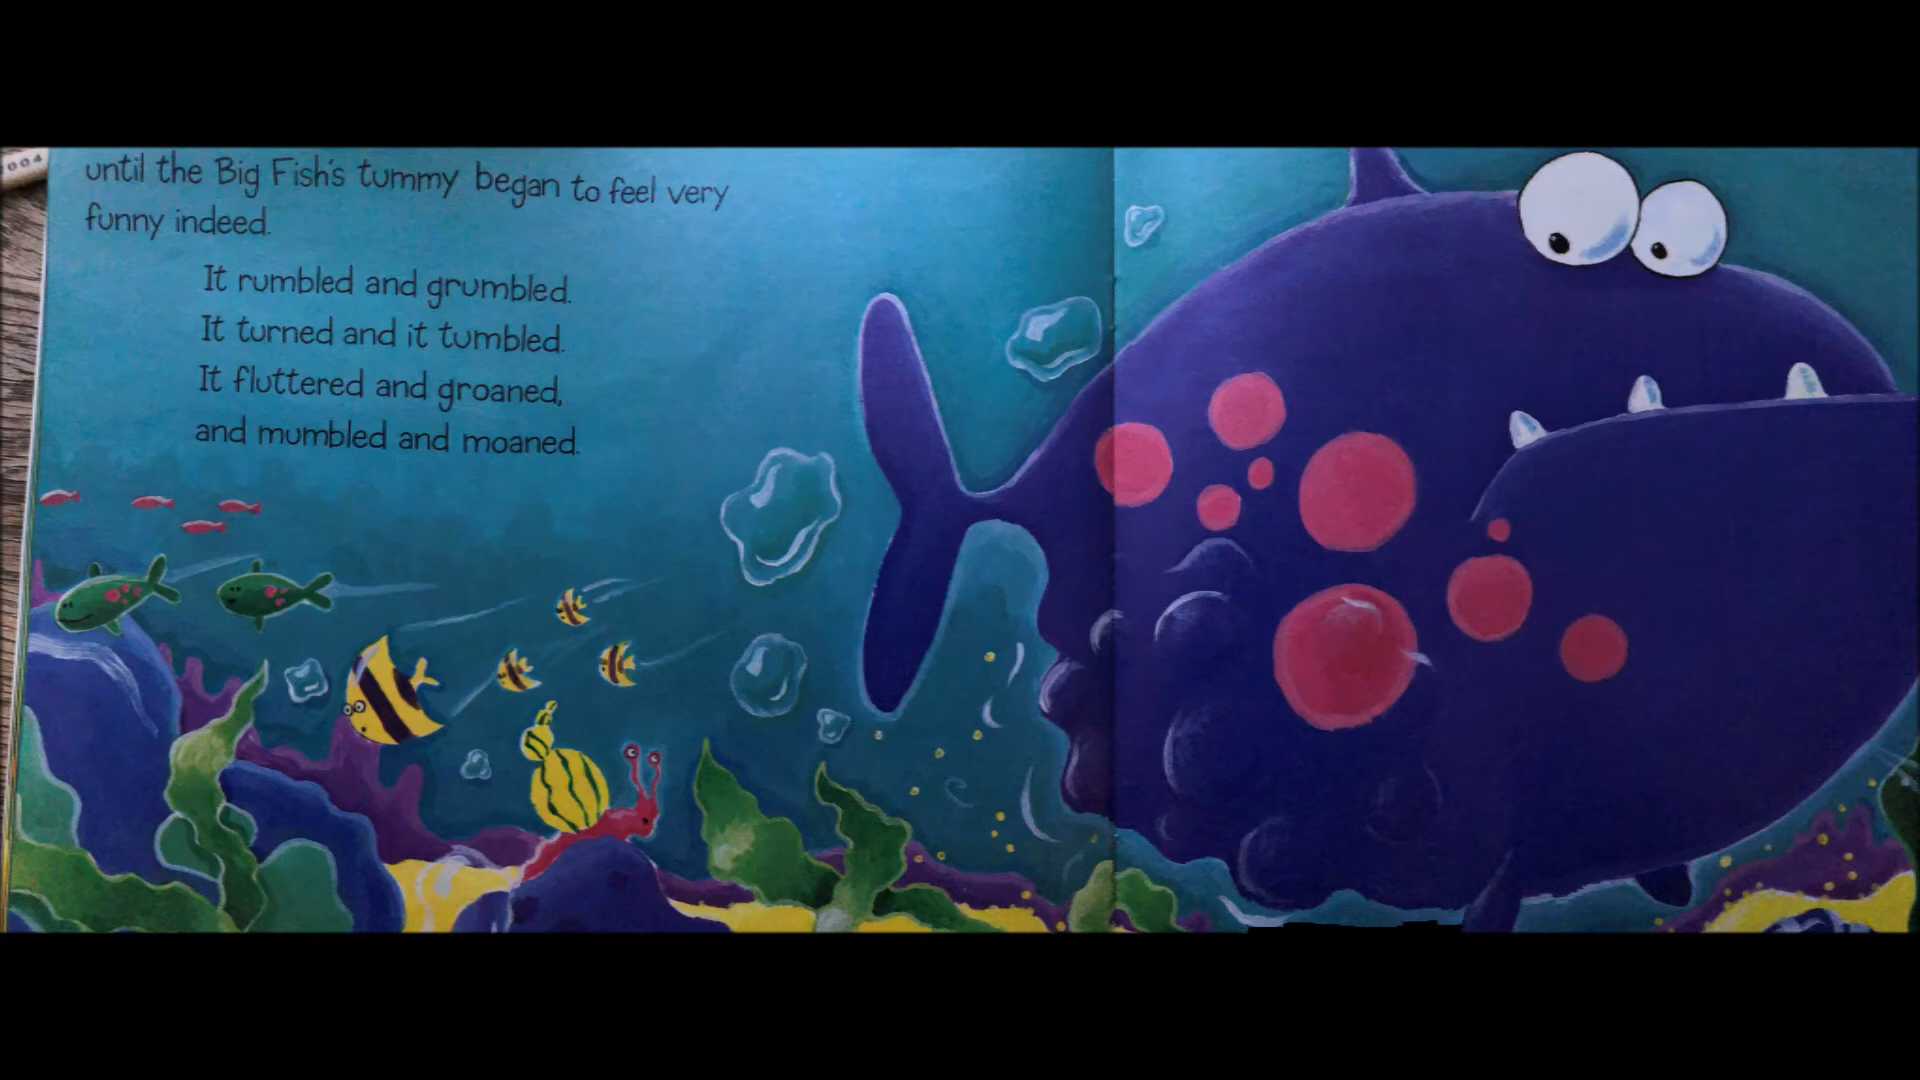 until the Big Fish's tummy began to feel very
funny indeed.
It rumbled and grumbled.
It turned and it tumbled.
It fluttered and groaned,
and mumbled and moaned.